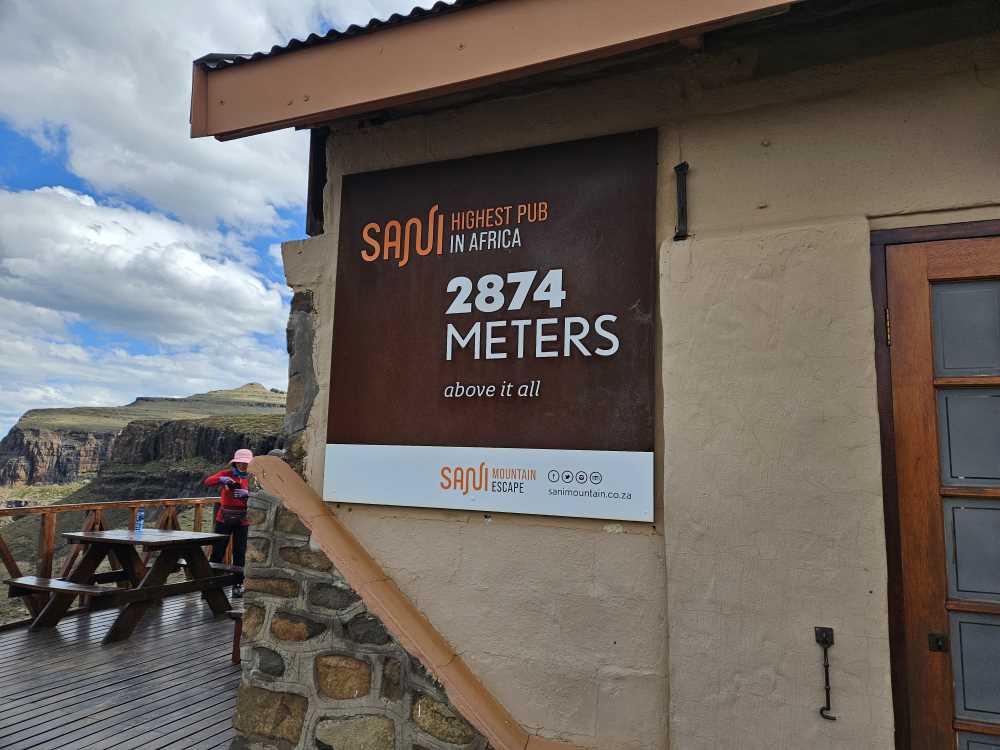 SANI HIGHEST PUB
IN AFRICA
2874
METERS
above it all
SANI MOUNTAIN
ESCAPE
sanimountain.co.za